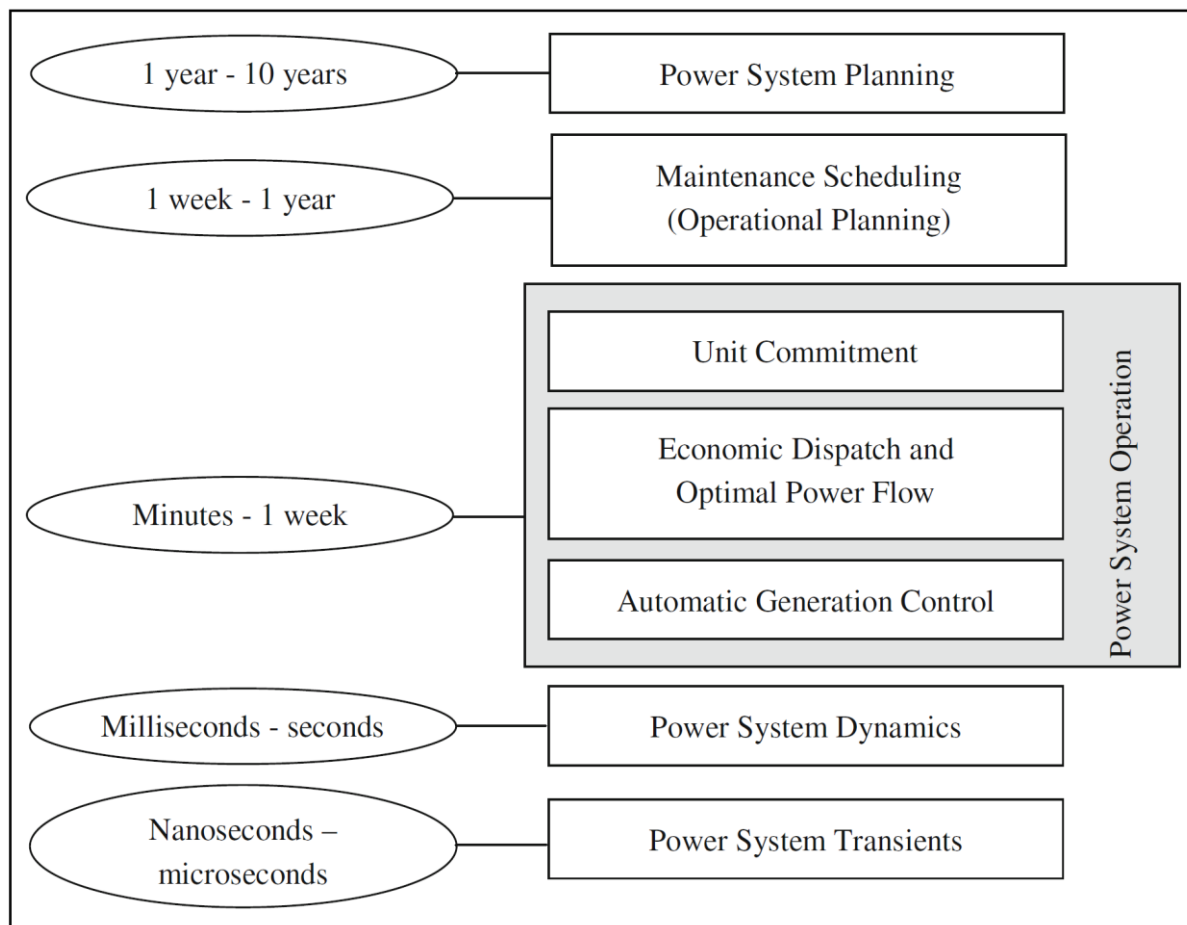 1 year - 10 years
Power System Planning
1 week - 1 year
Maintenance Scheduling
(Operational Planning)
Minutes - 1 week
Unit Commitment
Economic Dispatch and
Optimal Power Flow
Automatic Generation Control
Power System Operation
Milliseconds - seconds
Power System Dynamics
Nanoseconds –
microseconds
Power System Transients